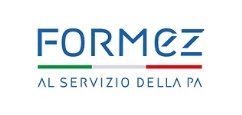 FORMEZ
AL SERVIZIO DELLA PA